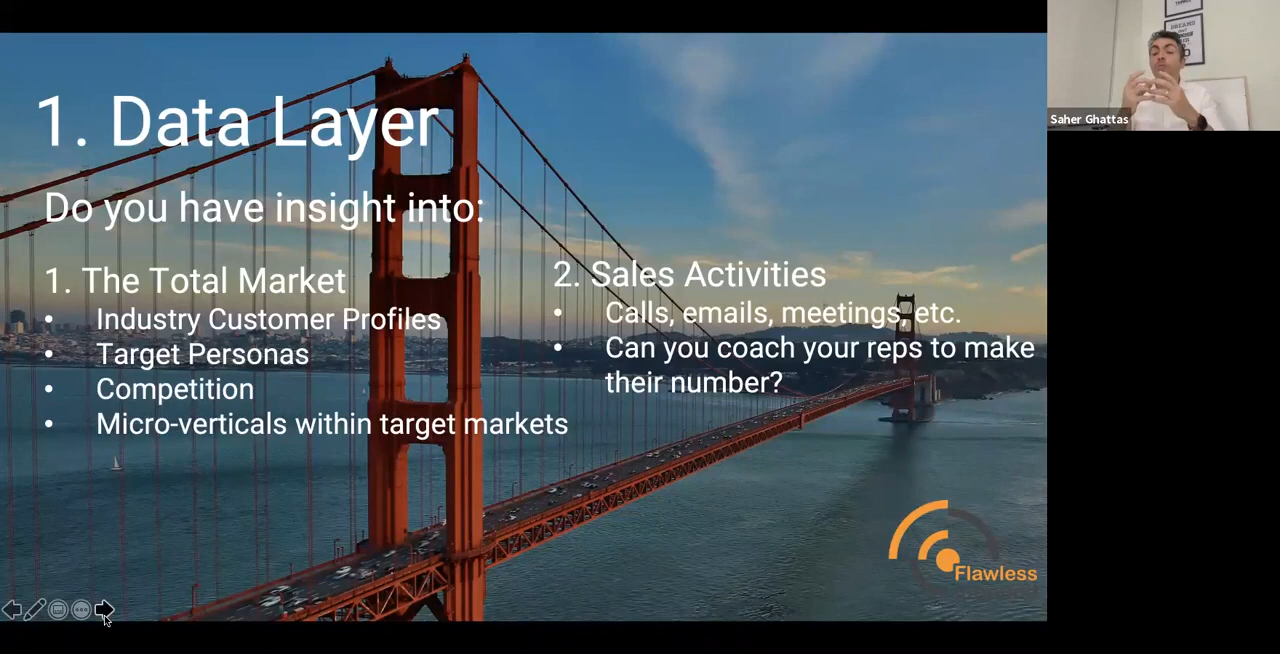 1. Data Layer
Do you have insight into:
1. The Total Market
• Industry Customer Profiles
• Target Personas
• Competition
• Micro-verticals within target markets
2. Sales Activities
• Calls, emails, meetings, etc.
• Can you coach your reps to make
their number?
Flawless
DREAMS
Saher Ghattas